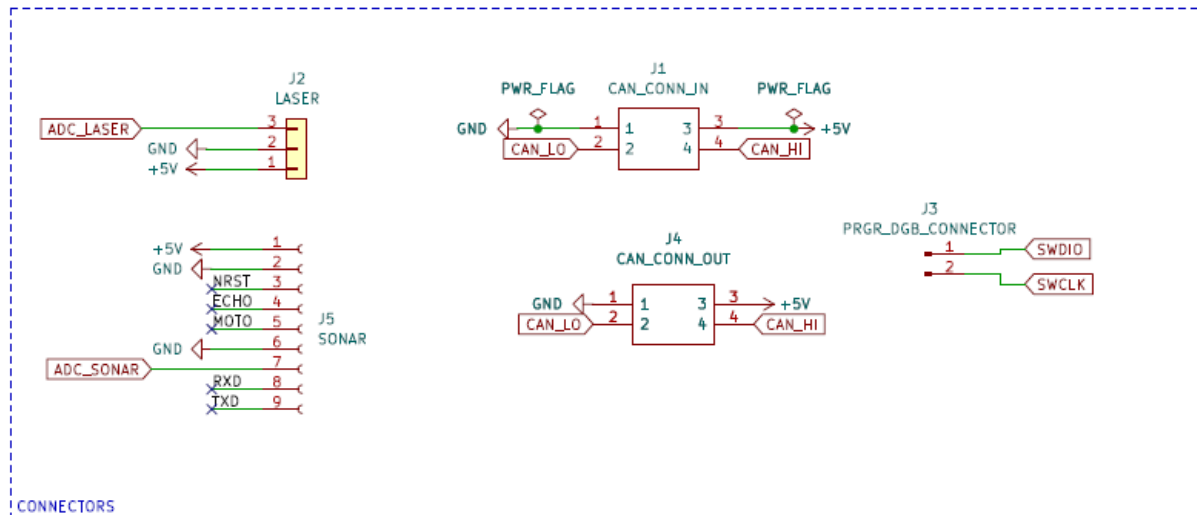 J2
LASER
ADC_LASER 3
GND 2
+5V 1
J1
CAN_CONN_IN
PWR_FLAG PWR_FLAG
GND 1 1 3 3 +5V
CAN_LO 2 2 4 4 CAN_HI
J3
PRGR_DGB_CONNECTOR
1 SWDIO
2 SWCLK
+5V 1
GND 2
NRST 3
ECHO 4
MOTO 5
GND 6
ADC_SONAR 7
RXD 8
TXD 9
J5
SONAR
J4
CAN_CONN_OUT
GND 1 1 3 3 +5V
CAN_LO 2 2 4 4 CAN_HI
CONNECTORS